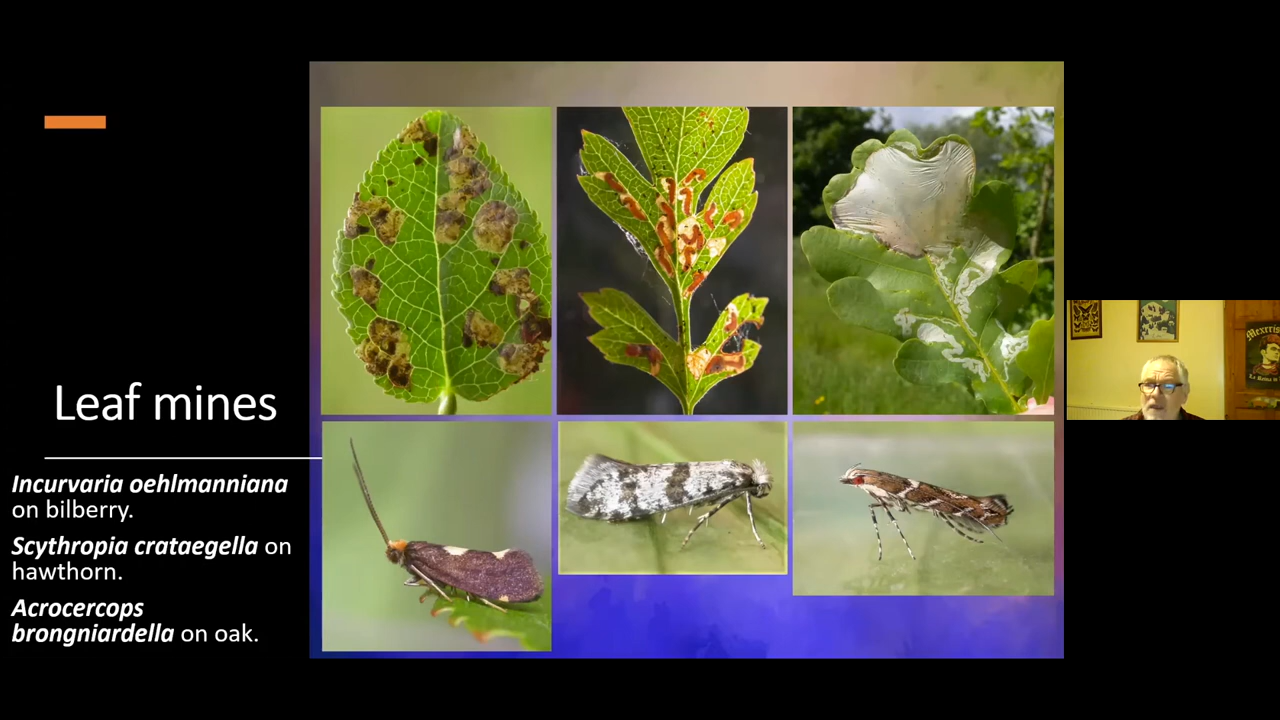 Leaf mines
Incurvaria oehlmanniana
on bilberry.
Scythropia crataegella on
hawthorn.
Acrocercops
brongniardella on oak.